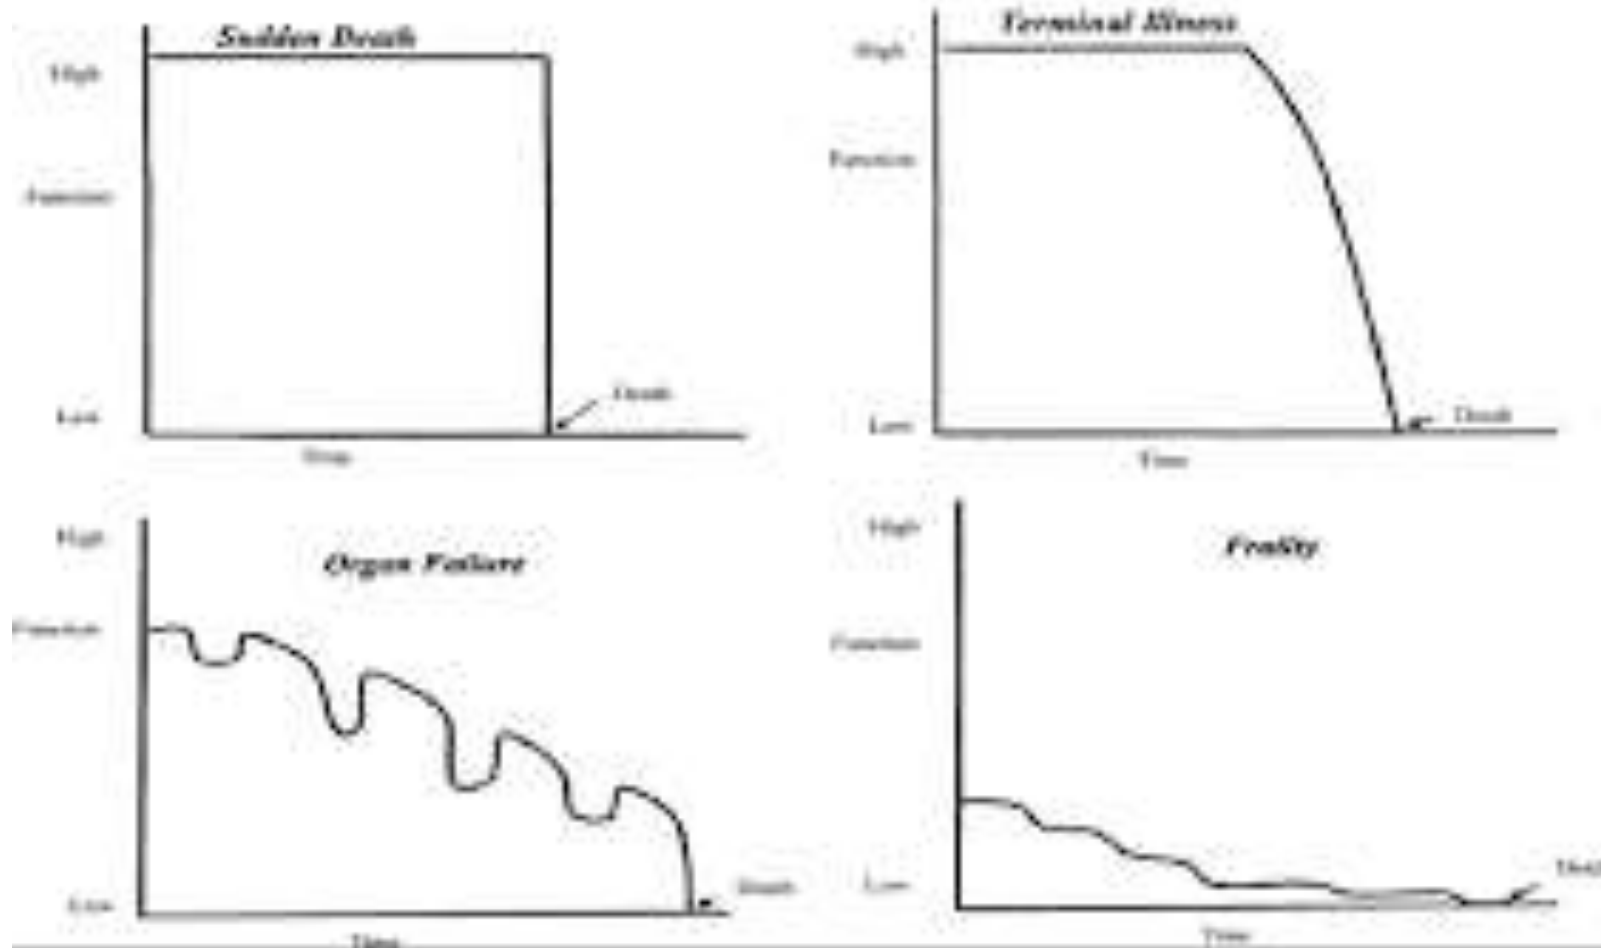 Sudden Death
High
Function
Low
Death
Time
Terminal Illness
High
Function
Low
Death
Time
High
Organ Failure
Function
Low
Death
Time
High
Frailty
Function
Low
Time